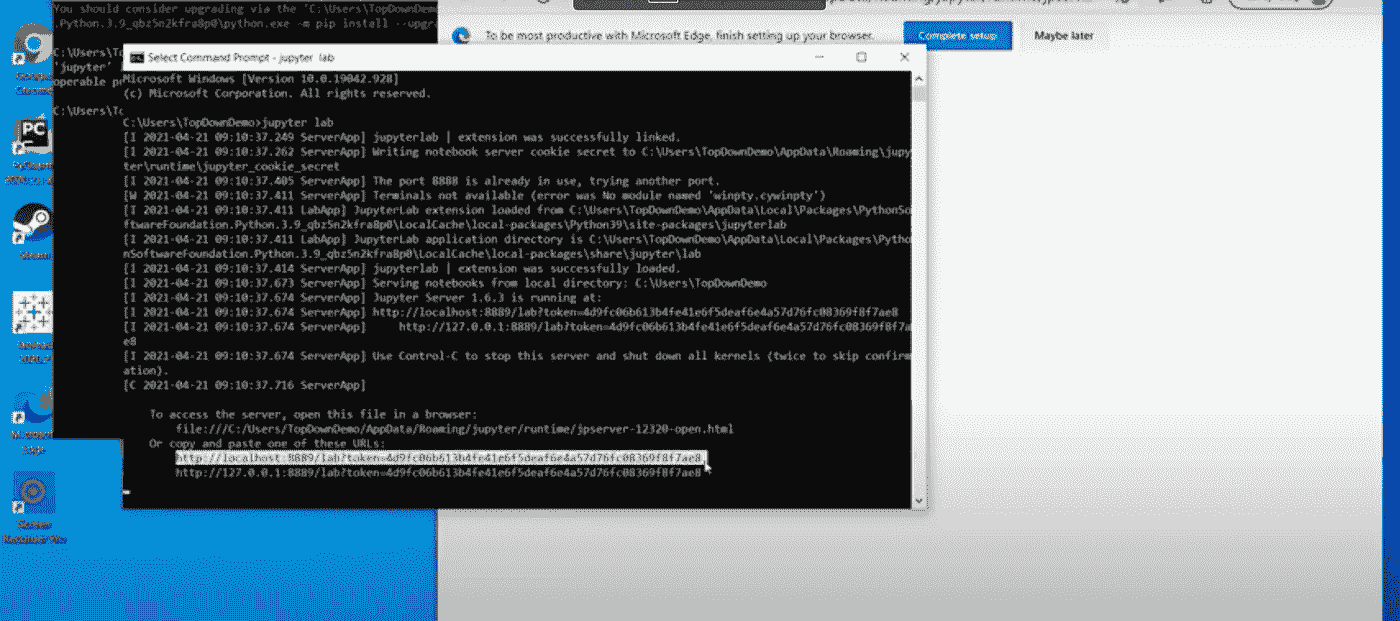 You should consider upgrading via the 'C:\Users\TopDownDemo
.Python.3.9_qbz5n2kfra8p0\python.exe -m pip install --upgra
To be most productive with Microsoft Edge, finish setting up your browser.
Complete setup
Maybe later
C:\Users\To
'jupyter'
operable pr
C:\Users\To
Select Command Prompt - jupyter lab
Microsoft Windows [Version 10.0.19042.928]
(c) Microsoft Corporation. All rights reserved.
C:\Users\TopDownDemo>jupyter lab
[I 2021-04-21 09:10:37.249 ServerApp] jupyterlab | extension was successfully linked.
[I 2021-04-21 09:10:37.262 ServerApp] Writing notebook server cookie secret to C:\Users\TopDownDemo\AppData\Roaming\jupy
ter\runtime\jupyter_cookie_secret
[I 2021-04-21 09:10:37.405 ServerApp] The port 8888 is already in use, trying another port.
[W 2021-04-21 09:10:37.411 ServerApp] Terminals not available (error was No module named 'winpty.cywinpty')
[I 2021-04-21 09:10:37.411 LabApp] JupyterLab extension loaded from C:\Users\TopDownDemo\AppData\Local\Packages\PythonSo
ftwareFoundation.Python.3.9_qbz5n2kfra8p0\LocalCache\local-packages\Python39\site-packages\jupyterlab
[I 2021-04-21 09:10:37.411 LabApp] JupyterLab application directory is C:\Users\TopDownDemo\AppData\Local\Packages\Pytho
nSoftwareFoundation.Python.3.9_qbz5n2kfra8p0\LocalCache\local-packages\share\jupyter\lab
[I 2021-04-21 09:10:37.414 ServerApp] jupyterlab | extension was successfully loaded.
[I 2021-04-21 09:10:37.673 ServerApp] Serving notebooks from local directory: C:\Users\TopDownDemo
[I 2021-04-21 09:10:37.674 ServerApp] Jupyter Server 1.6.3 is running at:
[I 2021-04-21 09:10:37.674 ServerApp] http://localhost:8889/lab?token=4d9fc06b613b4fe41e6f5deaf6e4a57d76fc08369f8f7ae8
[I 2021-04-21 09:10:37.674 ServerApp]     http://127.0.0.1:8889/lab?token=4d9fc06b613b4fe41e6f5deaf6e4a57d76fc08369f8f7a
e8
[I 2021-04-21 09:10:37.674 ServerApp] Use Control-C to stop this server and shut down all kernels (twice to skip confirm
ation).
[C 2021-04-21 09:10:37.716 ServerApp]
To access the server, open this file in a browser:
file:///C:/Users/TopDownDemo/AppData/Roaming/jupyter/runtime/jpserver-12320-open.html
Or copy and paste one of these URLs:
http://localhost:8889/lab?token=4d9fc06b613b4fe41e6f5deaf6e4a57d76fc08369f8f7ae8
http://127.0.0.1:8889/lab?token=4d9fc06b613b4fe41e6f5deaf6e4a57d76fc08369f8f7ae8